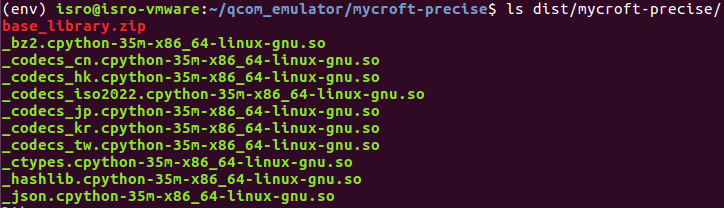 (env) isro@isro-vmware:~/qcom_emulator/mycroft-precise$ ls dist/mycroft-precise/
base_library.zip
_bz2.cpython-35m-x86_64-linux-gnu.so
_codecs_cn.cpython-35m-x86_64-linux-gnu.so
_codecs_hk.cpython-35m-x86_64-linux-gnu.so
_codecs_iso2022.cpython-35m-x86_64-linux-gnu.so
_codecs_jp.cpython-35m-x86_64-linux-gnu.so
_codecs_kr.cpython-35m-x86_64-linux-gnu.so
_codecs_tw.cpython-35m-x86_64-linux-gnu.so
_ctypes.cpython-35m-x86_64-linux-gnu.so
_hashlib.cpython-35m-x86_64-linux-gnu.so
_json.cpython-35m-x86_64-linux-gnu.so